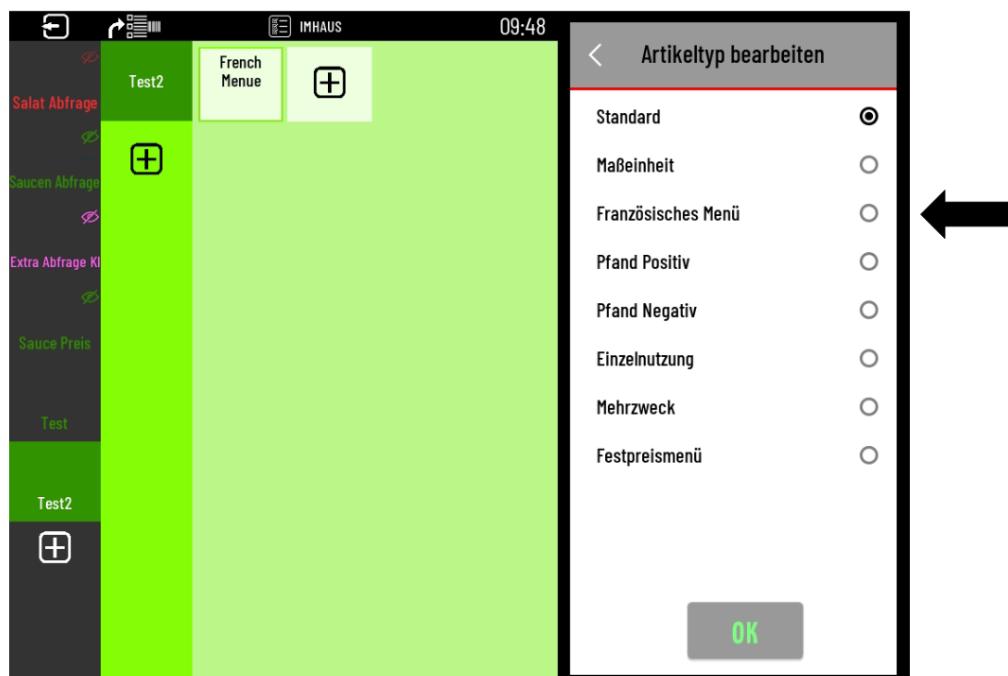 IMHAUS
09:48
Salat Abfrage
Saucen Abfrage
Extra Abfrage Kl
Sauce Preis
Test
Test2
Test2
French
Menue
Artikeltyp bearbeiten
Standard
Maßeinheit
Französisches Menü
Pfand Positiv
Pfand Negativ
Einzelnutzung
Mehrzweck
Festpreismenü
OK